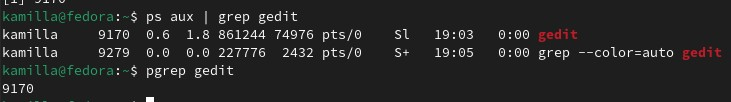 [1] 9170
kamilla@fedora:~$ ps aux | grep gedit
kamilla     9170  0.6  1.8 861244 74976 pts/0    Sl   19:03   0:00 gedit
kamilla     9279  0.0  0.0 227776  2432 pts/0    S+   19:05   0:00 grep --color=auto gedit
kamilla@fedora:~$ pgrep gedit
9170